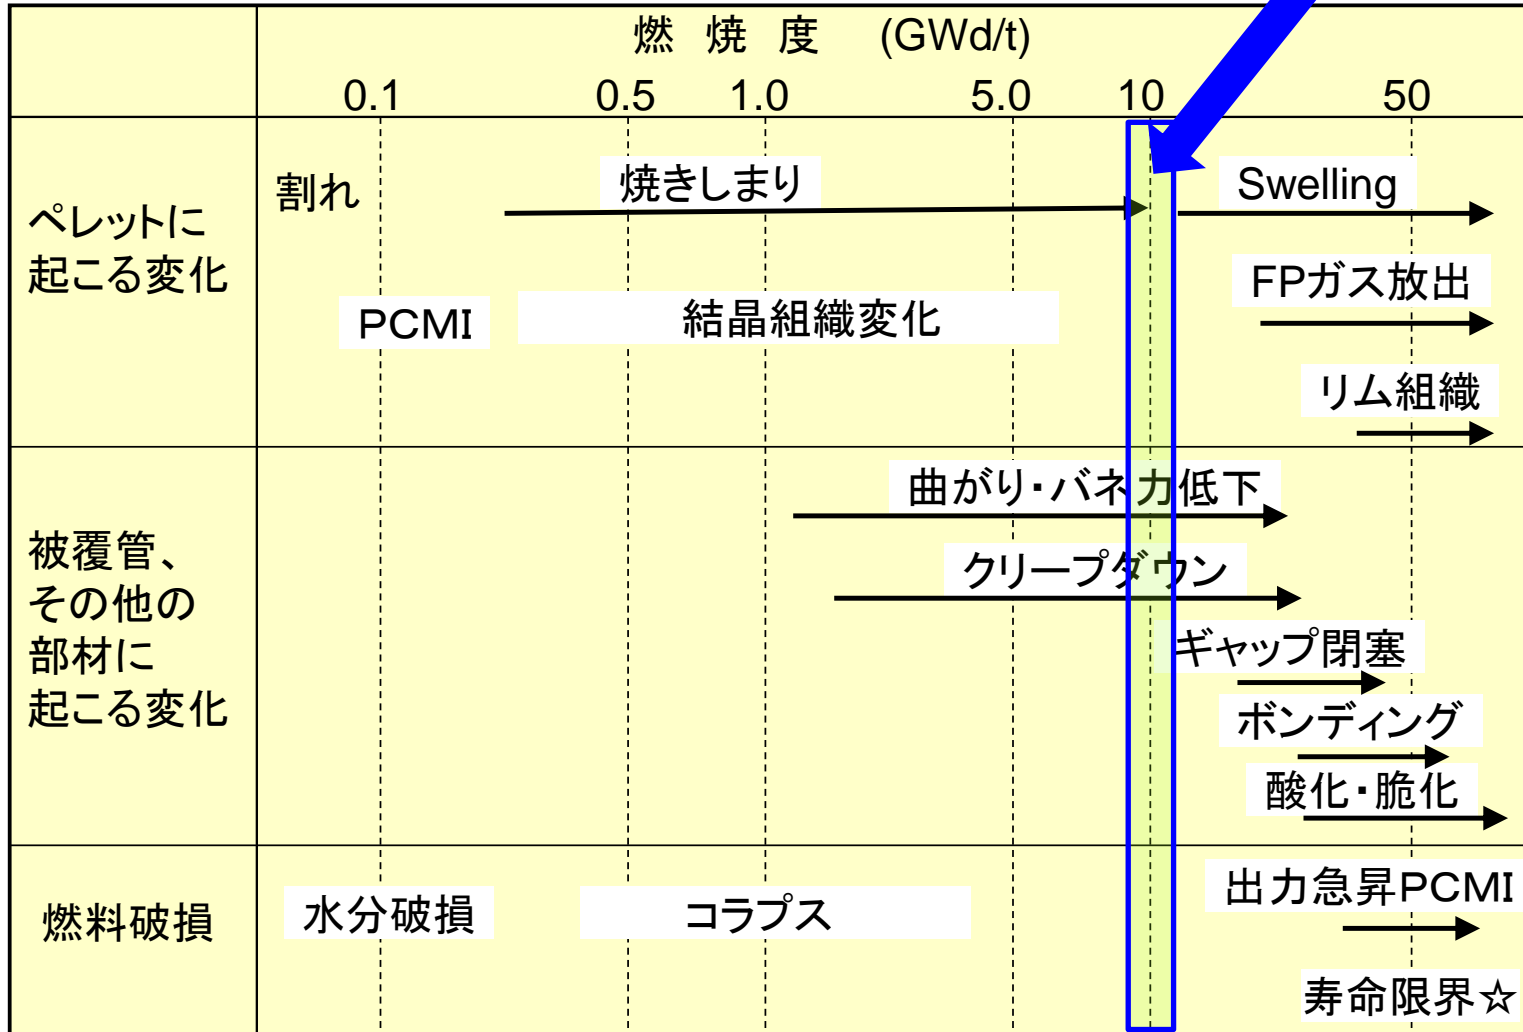 燃 焼 度 (GWd/t)
0.1 0.5 1.0 5.0 10 50
ペレットに
起こる変化
割れ
焼きしまり
Swelling
FPガス放出
PCMI
結晶組織変化
リム組織
被覆管、
その他の
部材に
起こる変化
曲がり・バネ力低下
クリープダウン
ギャップ閉塞
ボンディング
酸化・脆化
燃料破損
水分破損
コラプス
出力急昇PCMI
寿命限界☆